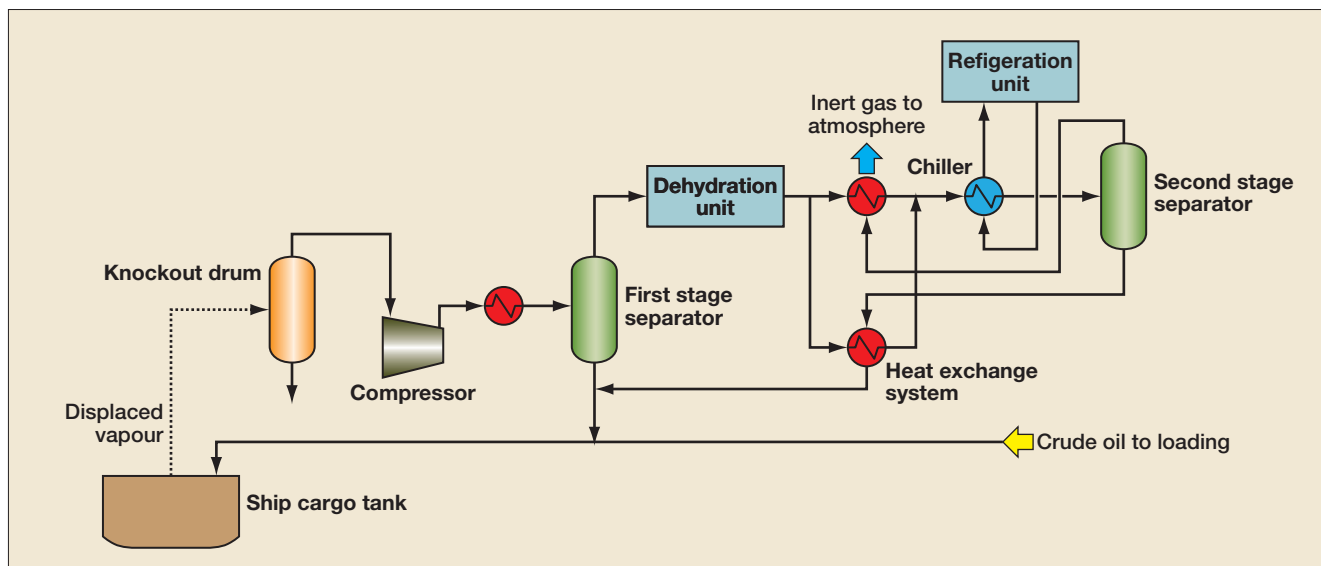 Refigeration
unit
Inert gas to
atmosphere
Chiller
Dehydration
unit
Second stage
separator
Knockout drum
First stage
separator
Compressor
Heat exchange
system
Displaced
vapour
Crude oil to loading
Ship cargo tank